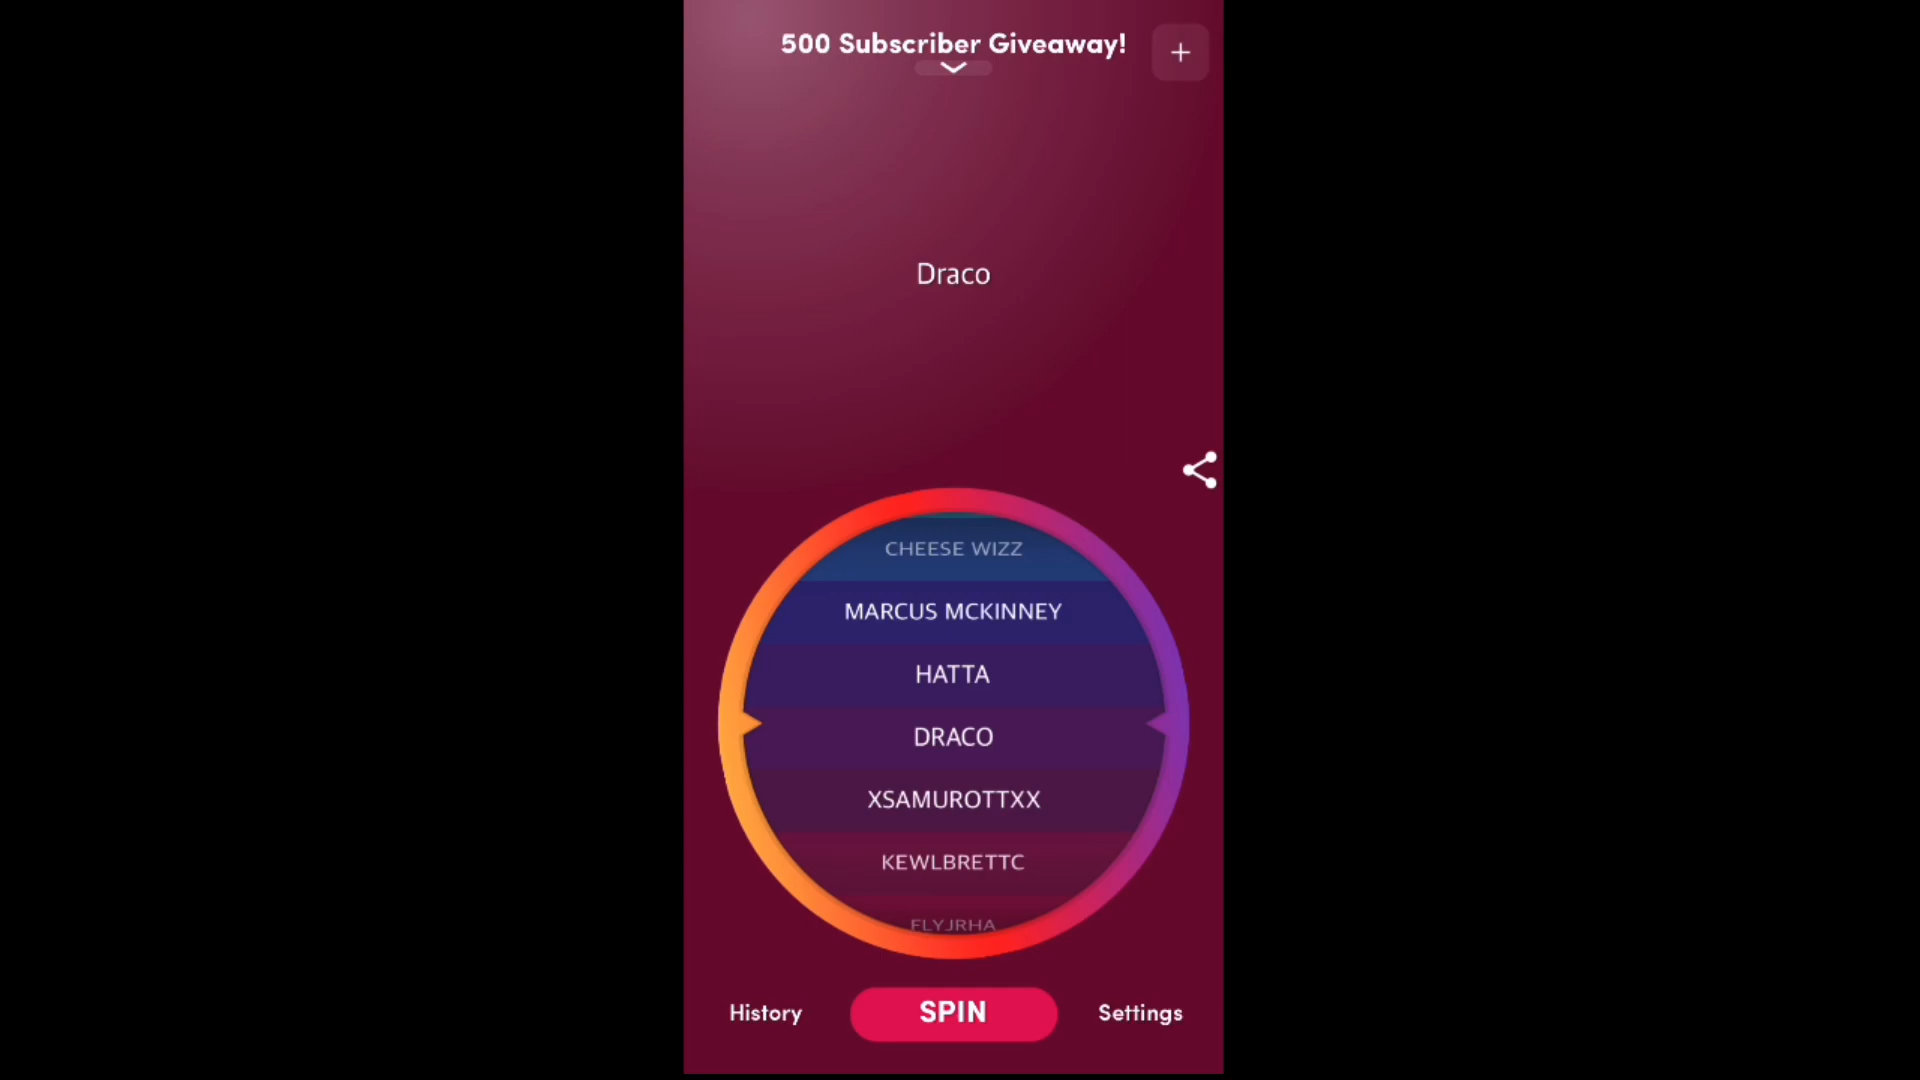 500 Subscriber Giveaway!
Draco
CHEESE WIZZ
MARCUS MCKINNEY
HATTA
DRACO
XSAMUROTTXX
KEWLBRETTC
FLYJRHA
History
SPIN
Settings